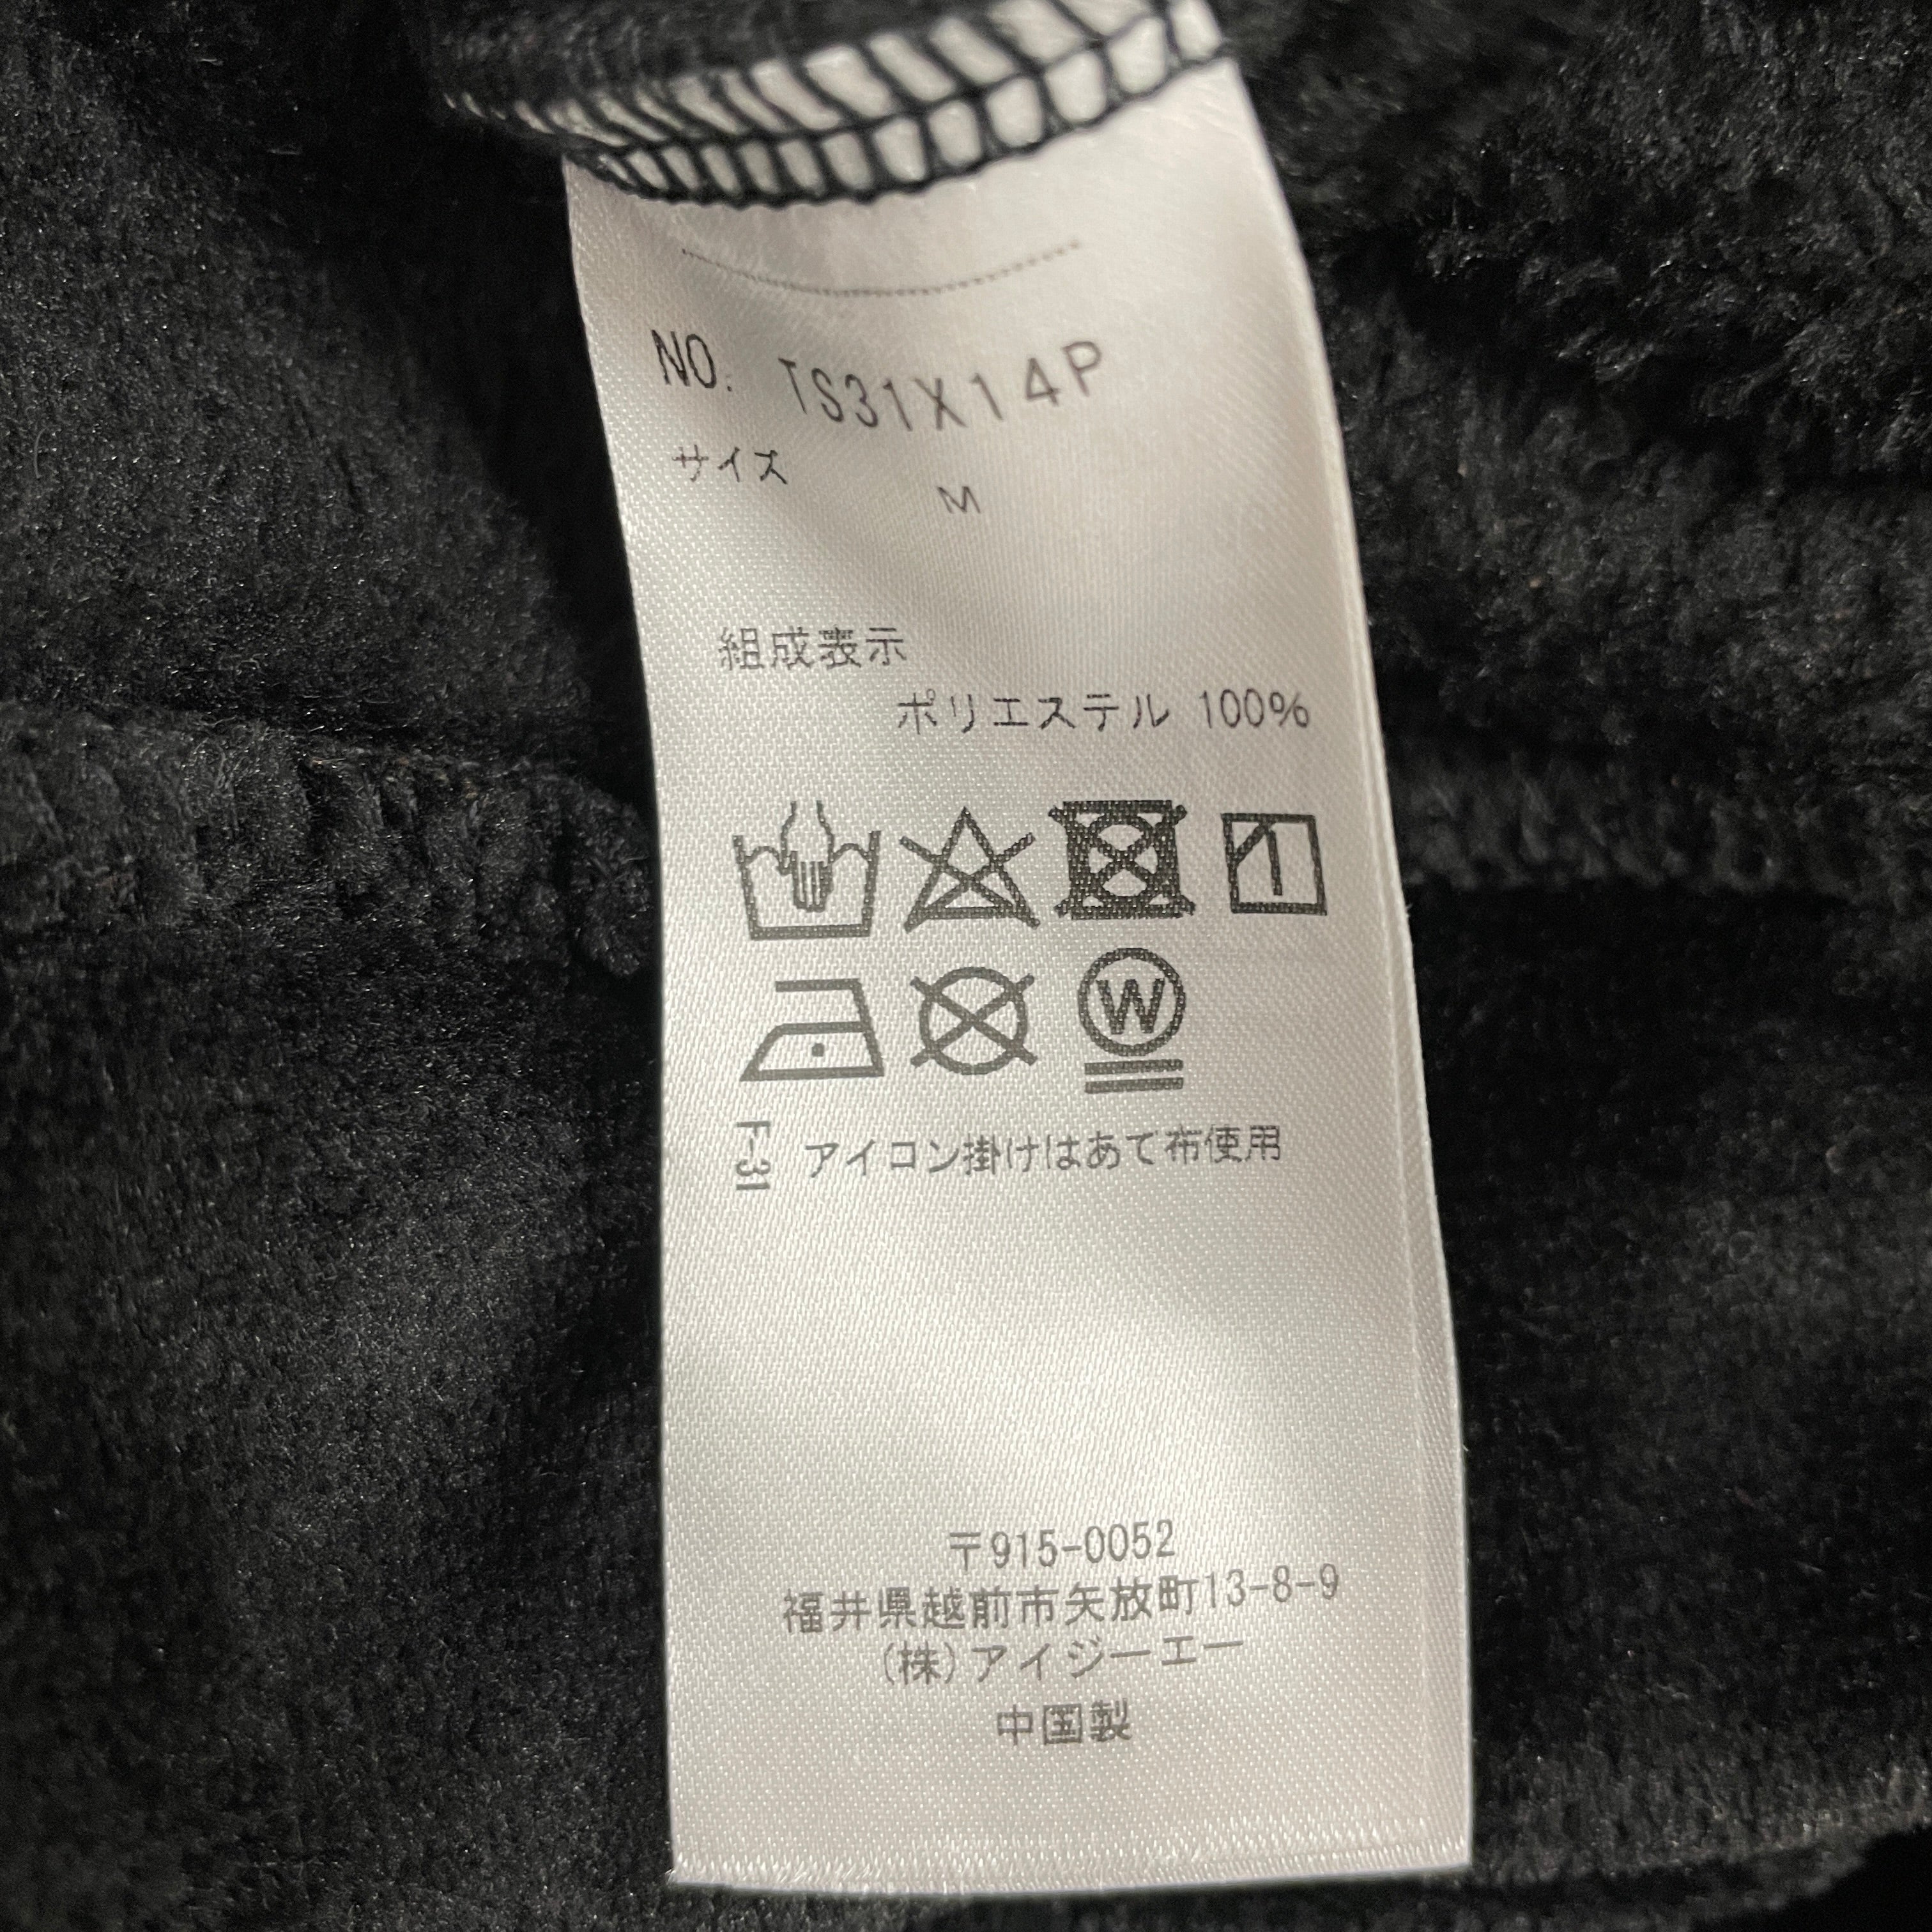 NO. TS31X14P
サイズ
M
組成表示
ポリエステル 100%
W
F-31 アイコン掛けはあて布使用
〒915-0052
福井県越前市矢放町13-8-9
(株)アイジーエー
中国製